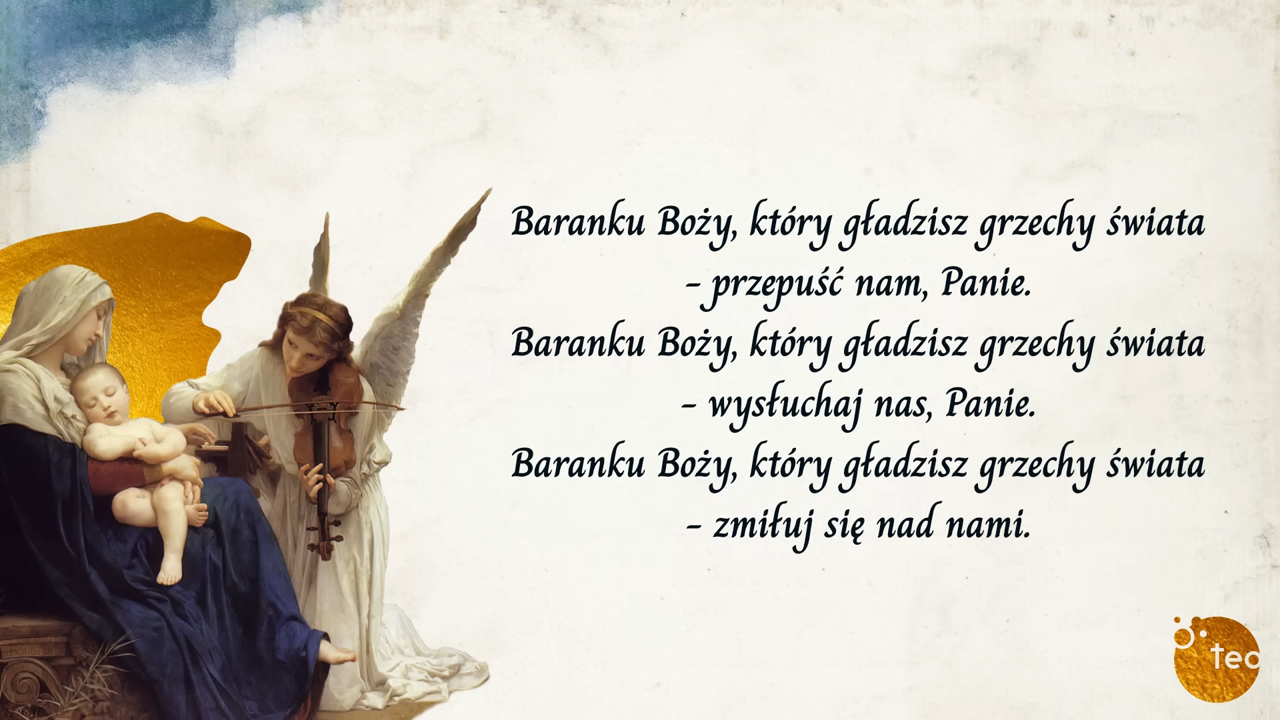 Baranku Boży, który gładzisz grzechy świata
– przepuść nam, Panie.
Baranku Boży, który gładzisz grzechy świata
– wysłuchaj nas, Panie.
Baranku Boży, który gładzisz grzechy świata
– zmiłuj się nad nami.